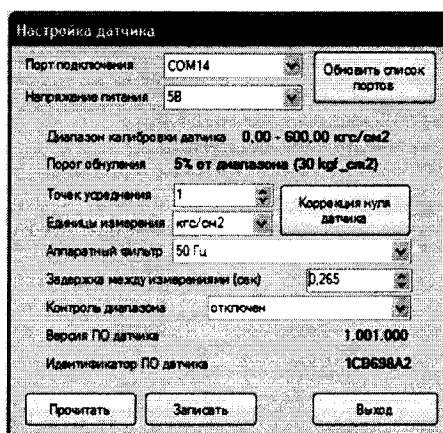 Настройка датчика
Порт подключения COM14
Обновить список портов
Напряжение питания 5В
Диапазон калибровки датчика 0,00 - 600,00 кгс/см2
Порог обнуления 5% от диапазона (30 kgf_cm2)
Точек усреднения 1
Коррекция нуля датчика
Единицы измерения кгс/см2
Аппаратный фильтр 50 Гц
Задержка между измерениями (сек) 0,265
Контроль диапазона отключен
Версия ПО датчика 1.001.000
Идентификатор ПО датчика 1CB698A2
Прочитать Записать Выход